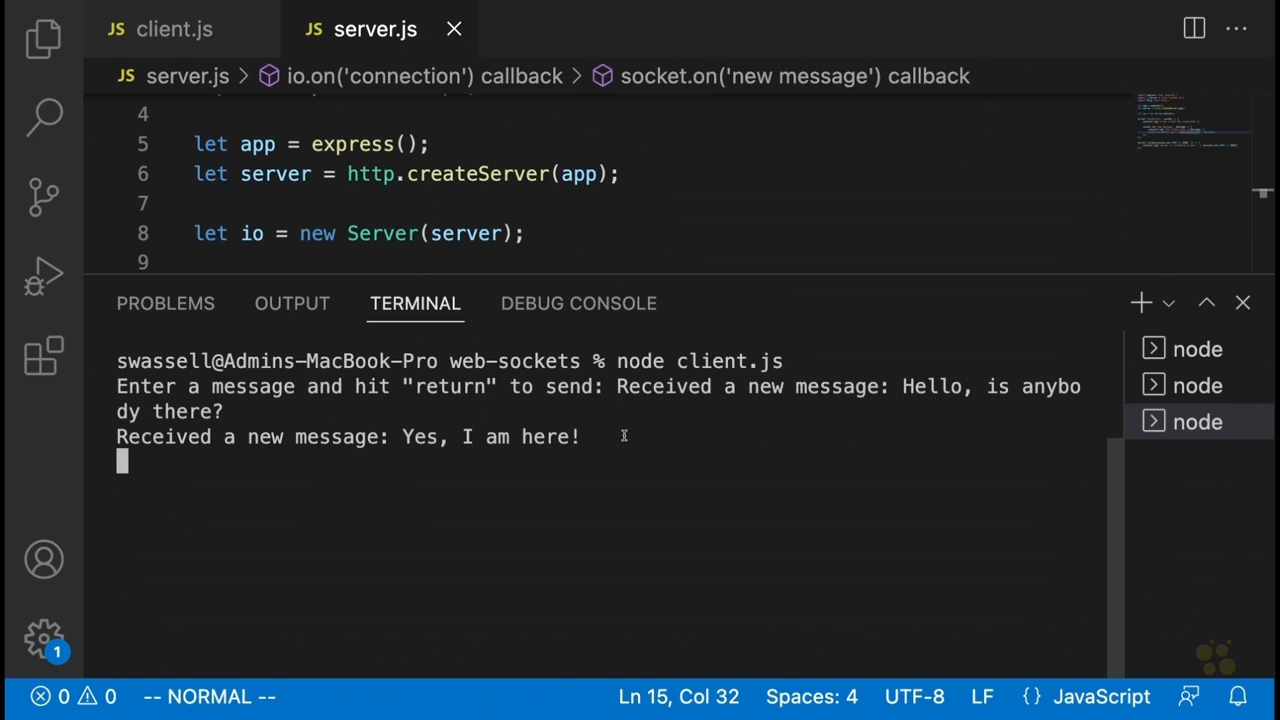 JS client.js JS server.js
JS server.js > io.on('connection') callback > socket.on('new message') callback
4
5 let app = express();
6 let server = http.createServer(app);
7
8 let io = new Server(server);
9
PROBLEMS OUTPUT TERMINAL DEBUG CONSOLE
swassell@Admins-MacBook-Pro web-sockets % node client.js
Enter a message and hit "return" to send: Received a new message: Hello, is anybo
dy there?
Received a new message: Yes, I am here!
node
node
node
1
0 0 -- NORMAL -- Ln 15, Col 32 Spaces: 4 UTF-8 LF {} JavaScript